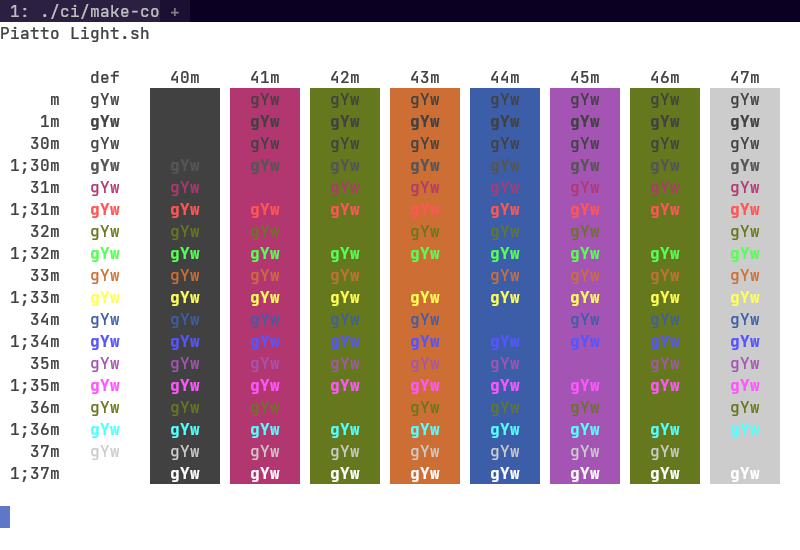 1: ./ci/make-co +
Piatto Light.sh
def 40m 41m 42m 43m 44m 45m 46m 47m
m gYw gYw gYw gYw gYw gYw gYw gYw
1m gYw gYw gYw gYw gYw gYw gYw gYw
30m gYw gYw gYw gYw gYw gYw gYw gYw
1;30m gYw gYw gYw gYw gYw gYw gYw gYw gYw
31m gYw gYw gYw gYw gYw gYw gYw gYw
1;31m gYw gYw gYw gYw gYw gYw gYw gYw gYw
32m gYw gYw gYw gYw gYw gYw gYw
1;32m gYw gYw gYw gYw gYw gYw gYw gYw gYw
33m gYw gYw gYw gYw gYw gYw gYw gYw
1;33m gYw gYw gYw gYw gYw gYw gYw gYw gYw
34m gYw gYw gYw gYw gYw gYw gYw gYw
1;34m gYw gYw gYw gYw gYw gYw gYw gYw gYw
35m gYw gYw gYw gYw gYw gYw gYw gYw
1;35m gYw gYw gYw gYw gYw gYw gYw gYw gYw
36m gYw gYw gYw gYw gYw gYw gYw
1;36m gYw gYw gYw gYw gYw gYw gYw gYw gYw
37m gYw gYw gYw gYw gYw gYw gYw gYw
1;37m gYw gYw gYw gYw gYw gYw gYw gYw